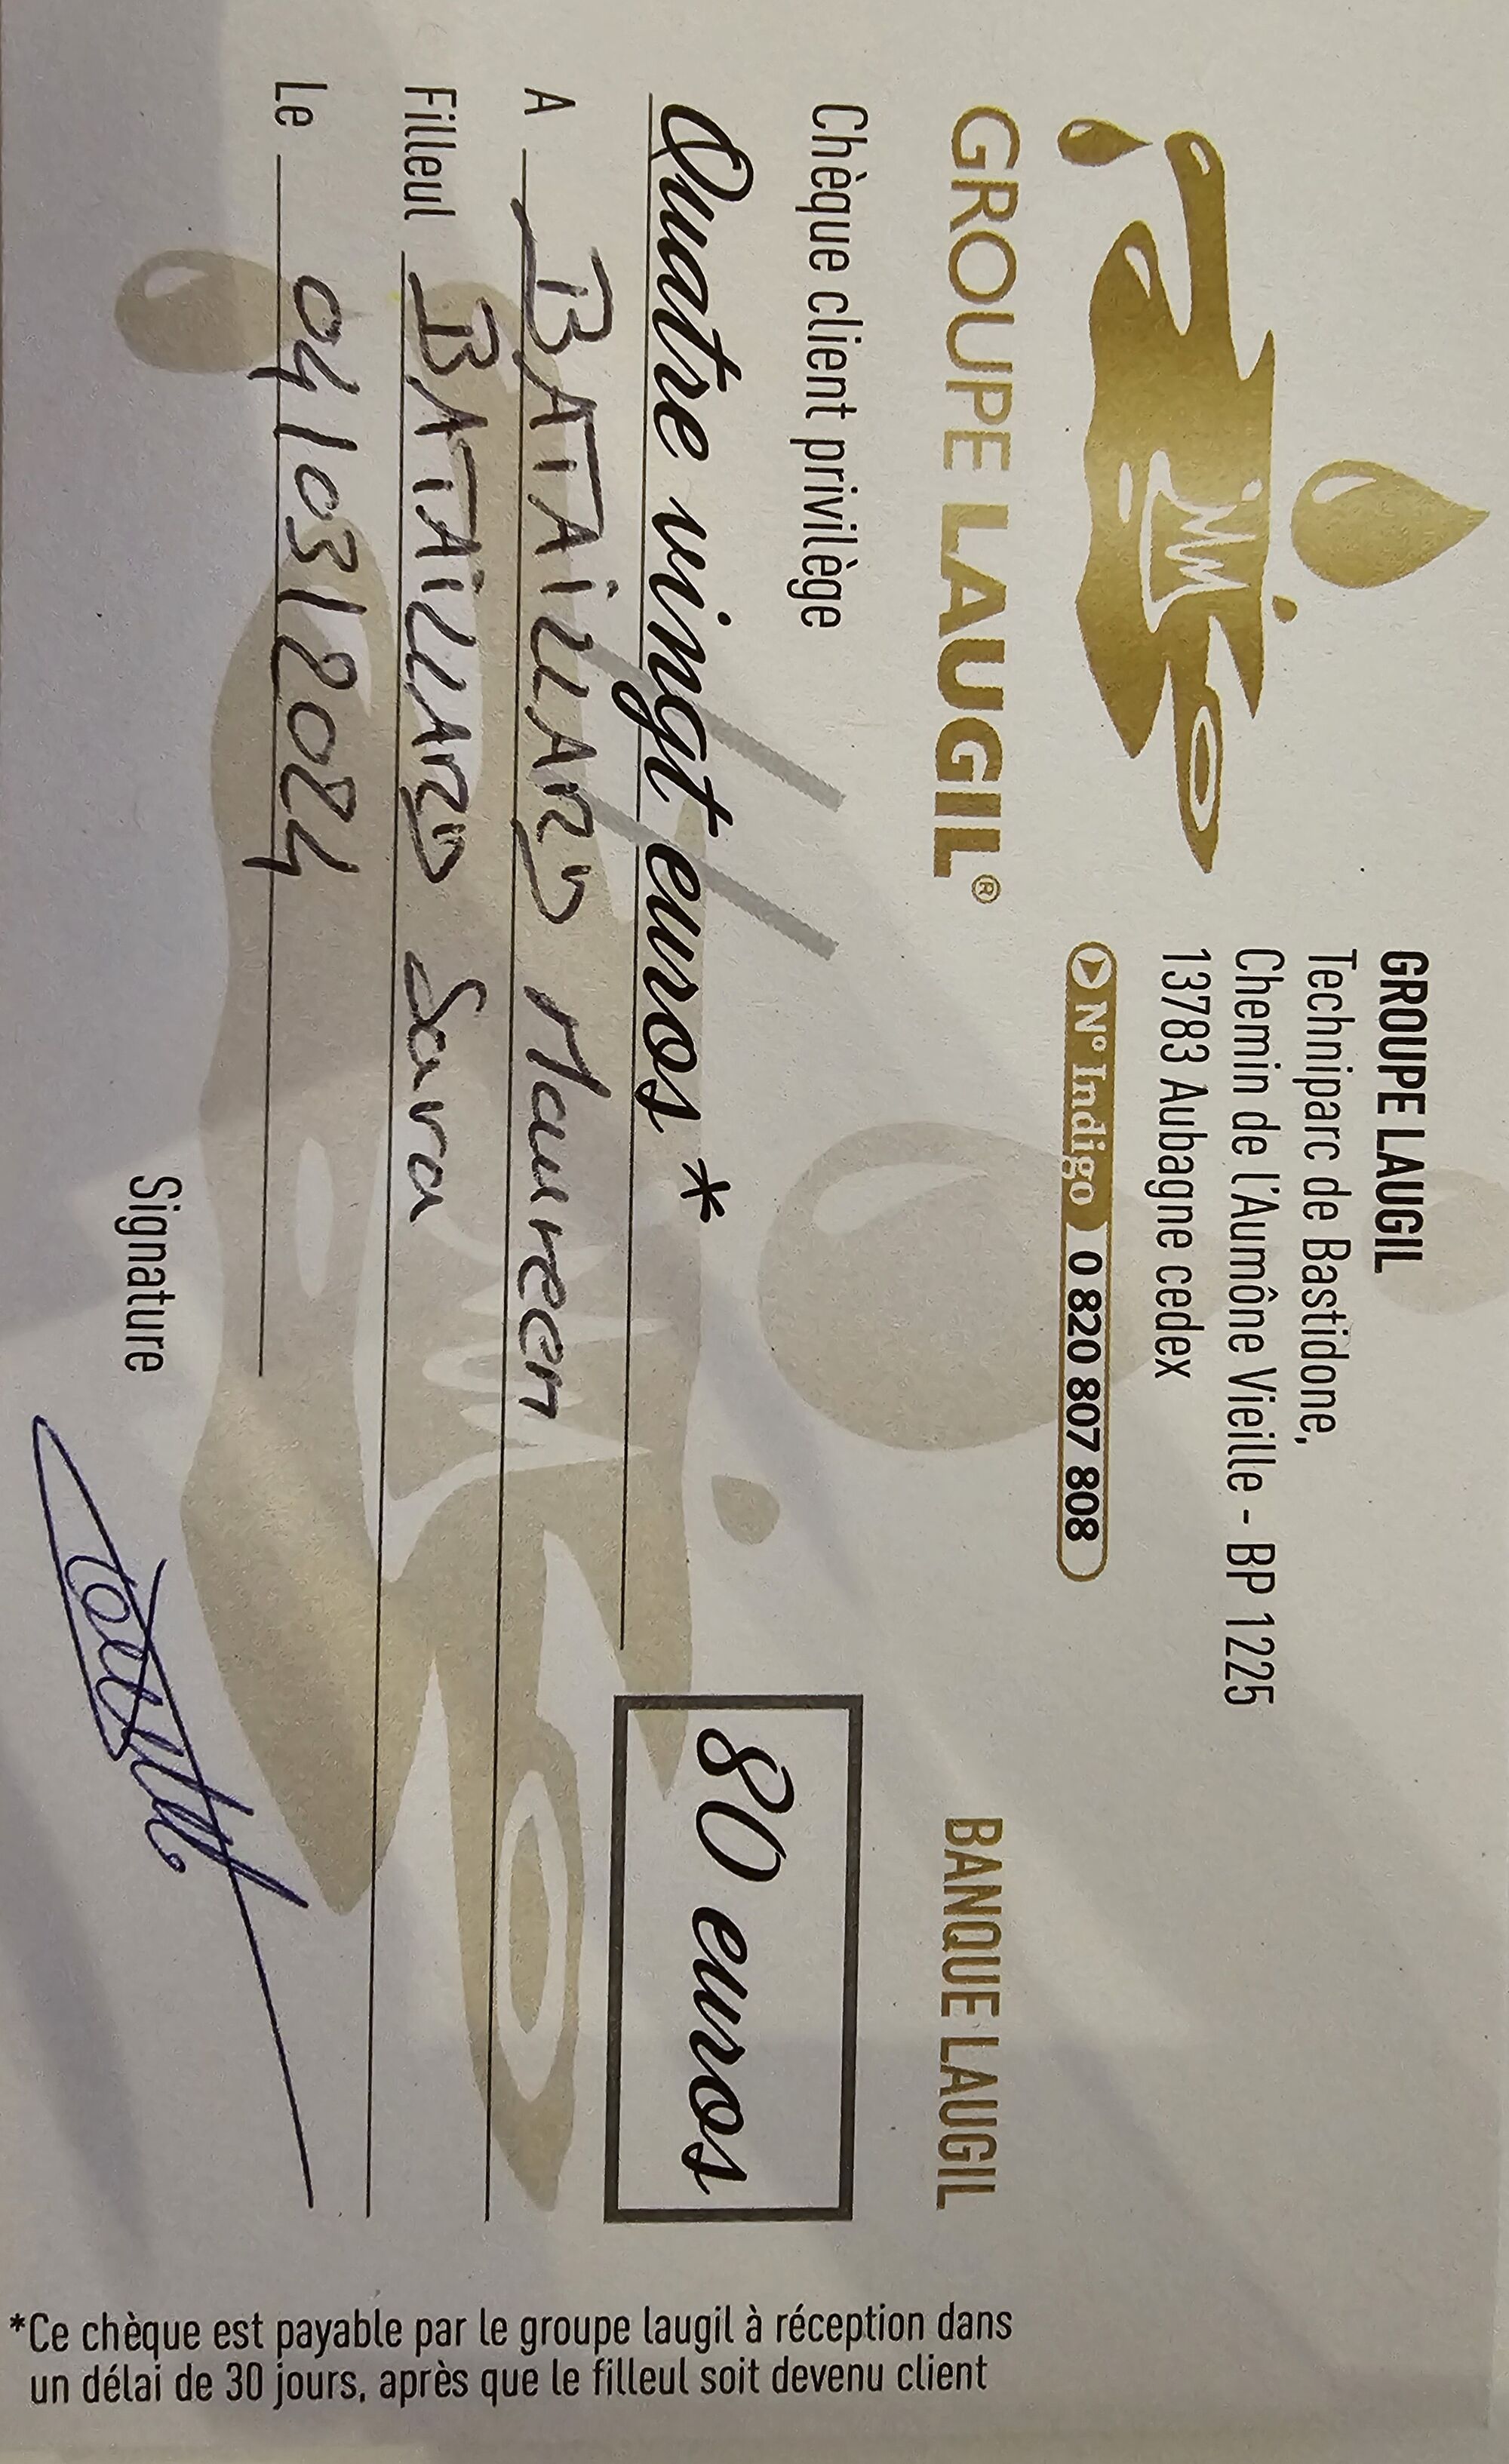 GROUPE LAUGIL®
GROUPE LAUGIL
Techniparc de Bastidone,
Chemin de l'Aumône Vieille - BP 1225
13783 Aubagne cedex
N° Indigo 0 820 807 808
BANQUE LAUGIL
Chèque client privilège
Quatre vingt euros *
80 euros
A BATAILLARD Maureen
Filleul BATAILLARD Sara
Le 04/03/2024
Signature
*Ce chèque est payable par le groupe laugil à réception dans
un délai de 30 jours, après que le filleul soit devenu client